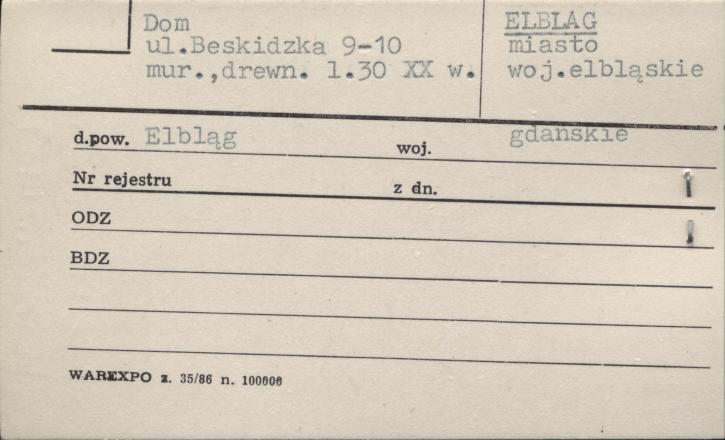 Dom
ul.Beskidzka 9-10
mur.,drewn. l.30 XX w.
ELBLĄG
miasto
woj.elbląskie
d.pow. Elbląg woj. gdańskie
Nr rejestru z dn.
ODZ
BDZ
WAREXPO z. 35/86 n. 100000